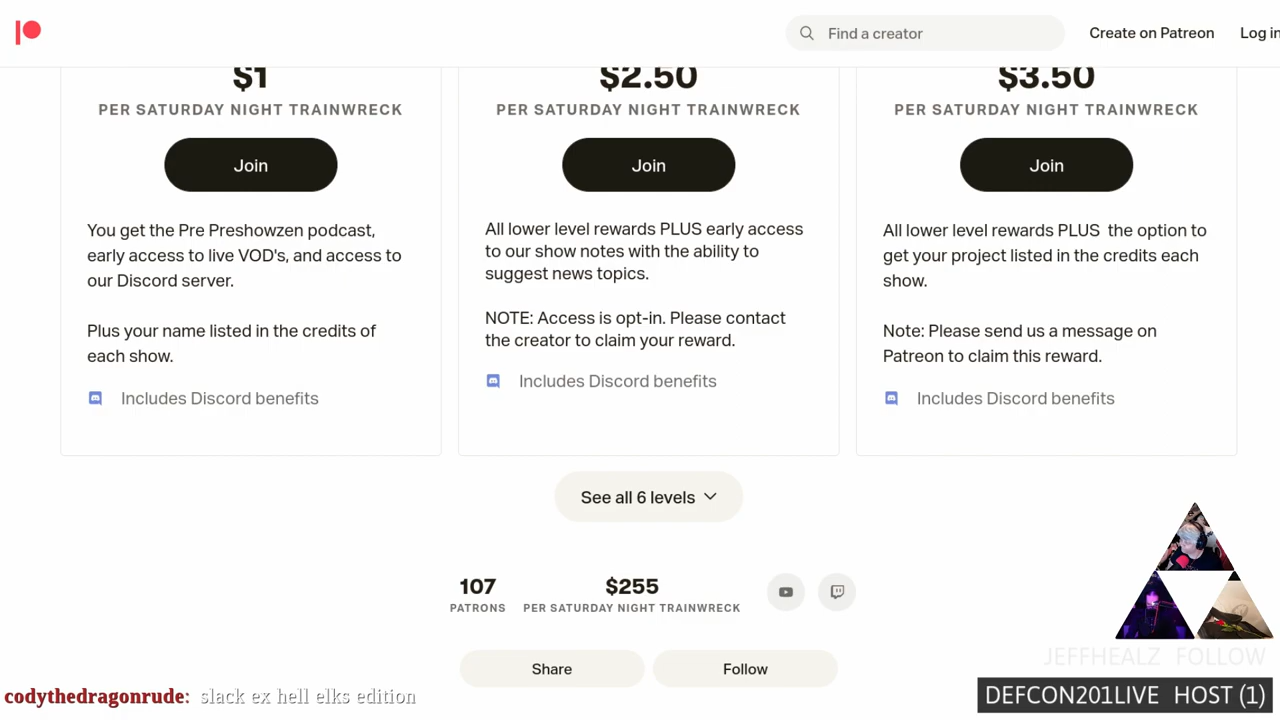 Find a creator
Create on Patreon
Log in
$1
PER SATURDAY NIGHT TRAINWRECK
Join
You get the Pre Preshowzen podcast,
early access to live VOD's, and access to
our Discord server.
Plus your name listed in the credits of
each show.
Includes Discord benefits
$2.50
PER SATURDAY NIGHT TRAINWRECK
Join
All lower level rewards PLUS early access
to our show notes with the ability to
suggest news topics.
NOTE: Access is opt-in. Please contact
the creator to claim your reward.
Includes Discord benefits
$3.50
PER SATURDAY NIGHT TRAINWRECK
Join
All lower level rewards PLUS  the option to
get your project listed in the credits each
show.
Note: Please send us a message on
Patreon to claim this reward.
Includes Discord benefits
See all 6 levels
107
PATRONS
$255
PER SATURDAY NIGHT TRAINWRECK
Share
Follow
JEFFHEALZ FOLLOW
DEFCON201LIVE HOST (1)
codythedragonrude: slack ex hell elks edition